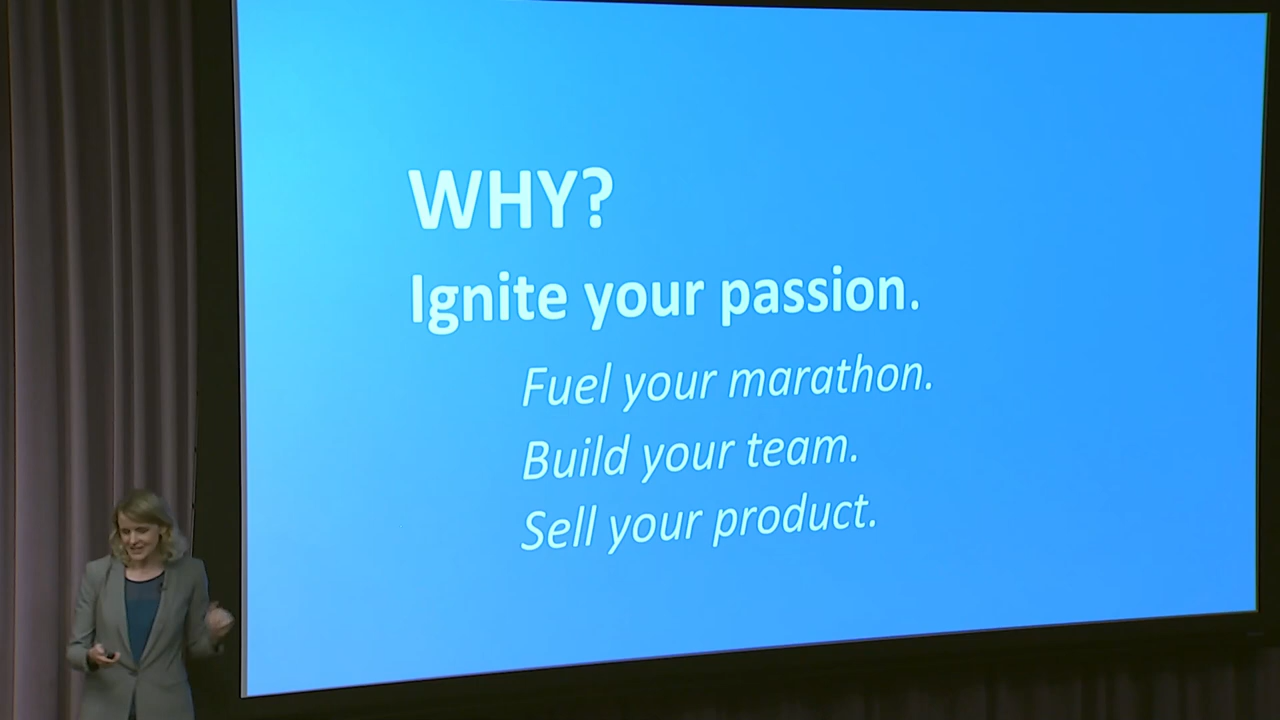 WHY?
Ignite your passion.
Fuel your marathon.
Build your team.
Sell your product.